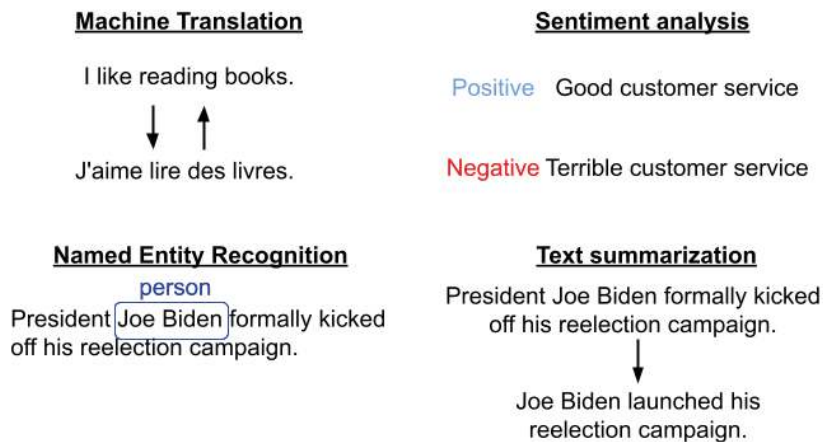 Machine Translation
I like reading books.
J'aime lire des livres.
Sentiment analysis
Positive Good customer service
Negative Terrible customer service
Named Entity Recognition
person
President Joe Biden formally kicked
off his reelection campaign.
Text summarization
President Joe Biden formally kicked
off his reelection campaign.
Joe Biden launched his
reelection campaign.